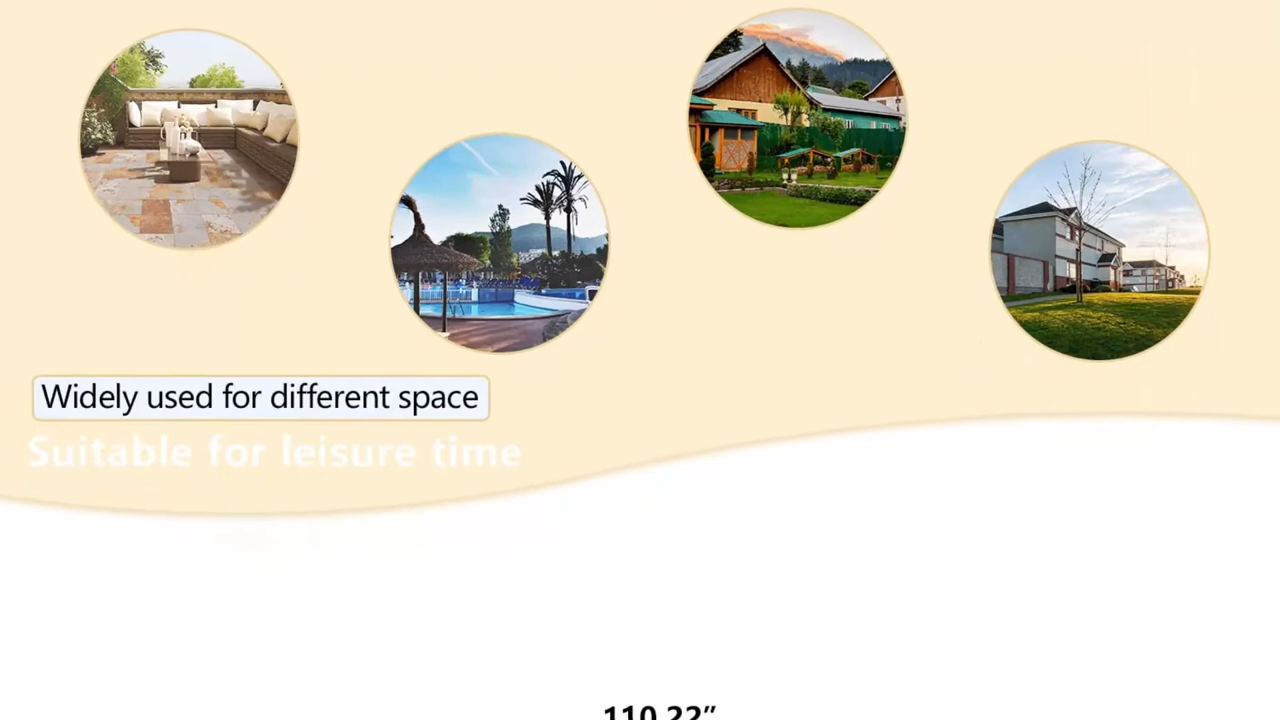 Widely used for different space
Suitable for leisure time
110.22”